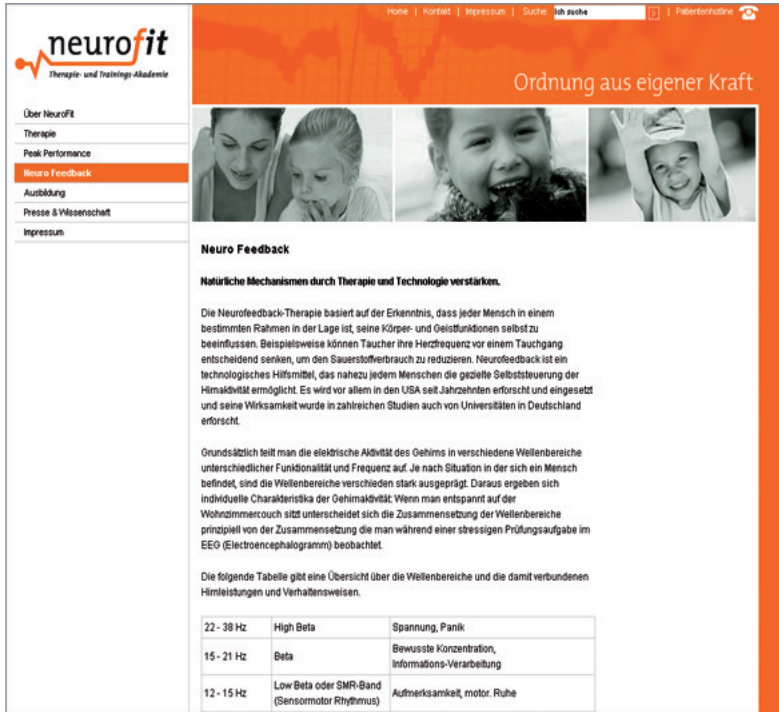 Home | Kontakt | Impressum | Suche: Ich suche | Patientenhotline
neurofit
Therapie- und Trainings-Akademie
Ordnung aus eigener Kraft
Über NeuroFit
Therapie
Peak Performance
Neuro Feedback
Ausbildung
Presse & Wissenschaft
Impressum
Neuro Feedback
Natürliche Mechanismen durch Therapie und Technologie verstärken.
Die Neurofeedback-Therapie basiert auf der Erkenntnis, dass jeder Mensch in einem
bestimmten Rahmen in der Lage ist, seine Körper- und Geistfunktionen selbst zu
beeinflussen. Beispielsweise können Taucher ihre Herzfrequenz vor einem Tauchgang
entscheidend senken, um den Sauerstoffverbrauch zu reduzieren. Neurofeedback ist ein
technologisches Hilfsmittel, das nahezu jedem Menschen die gezielte Selbststeuerung der
Hirnaktivität ermöglicht. Es wird vor allem in den USA seit Jahrzehnten erforscht und eingesetzt
und seine Wirksamkeit wurde in zahlreichen Studien auch von Universitäten in Deutschland
erforscht.
Grundsätzlich teilt man die elektrische Aktivität des Gehirns in verschiedene Wellenbereiche
unterschiedlicher Funktionalität und Frequenz auf. Je nach Situation in der sich ein Mensch
befindet, sind die Wellenbereiche verschieden stark ausgeprägt. Daraus ergeben sich
individuelle Charakteristika der Gehirnaktivität: Wenn man entspannt auf der
Wohnzimmercouch sitzt unterscheidet sich die Zusammensetzung der Wellenbereiche
prinzipiell von der Zusammensetzung die man während einer stressigen Prüfungsaufgabe im
EEG (Electroencephalogramm) beobachtet.
Die folgende Tabelle gibt eine Übersicht über die Wellenbereiche und die damit verbundenen
Hirnleistungen und Verhaltensweisen.
22 - 38 Hz High Beta Spannung, Panik
15 - 21 Hz Beta Bewusste Konzentration,
Informations-Verarbeitung
12 - 15 Hz Low Beta oder SMR-Band
(Sensormotor Rhythmus) Aufmerksamkeit, motor. Ruhe